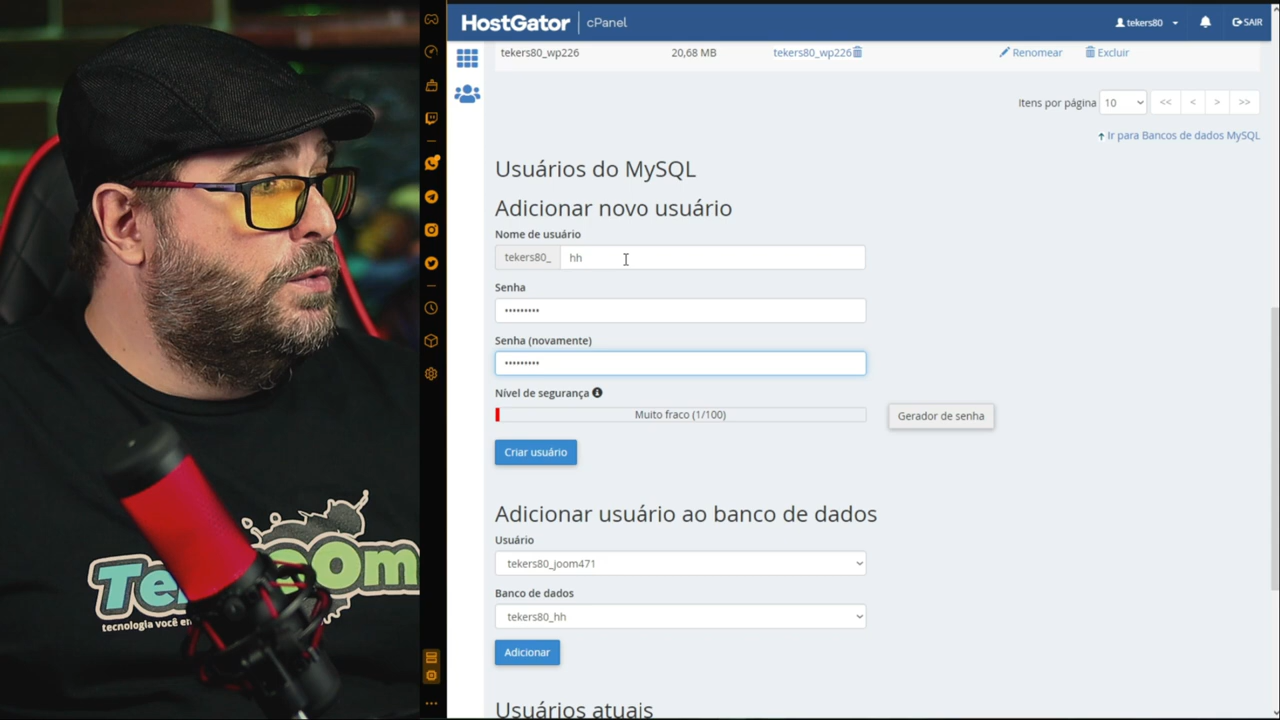 HostGator cPanel
tekers80
SAIR
tekers80_wp226 20,68 MB tekers80_wp226 Renomear Excluir
Itens por página 10 << < > >>
Ir para Bancos de dados MySQL
Usuários do MySQL
Adicionar novo usuário
Nome de usuário
tekers80_ hh
Senha
•••••••••
Senha (novamente)
•••••••••
Nível de segurança
Muito fraco (1/100)
Gerador de senha
Criar usuário
Adicionar usuário ao banco de dados
Usuário
tekers80_joom471
Banco de dados
tekers80_hh
Adicionar
Usuários atuais
Te
oom
tecnologia você en